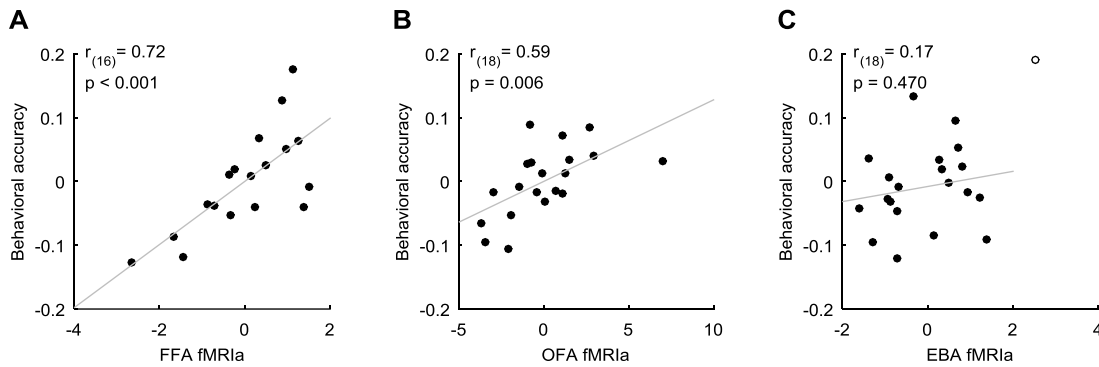 A
r(16)= 0.72
p < 0.001
0.2
0.1
0
-0.1
-0.2
Behavioral accuracy
-4 -2 0 2
FFA fMRIa
B
r(18)= 0.59
p = 0.006
0.2
0.1
0
-0.1
-0.2
Behavioral accuracy
-5 0 5 10
OFA fMRIa
C
r(18)= 0.17
p = 0.470
0.2
0.1
0
-0.1
-0.2
Behavioral accuracy
-2 0 2 4
EBA fMRIa